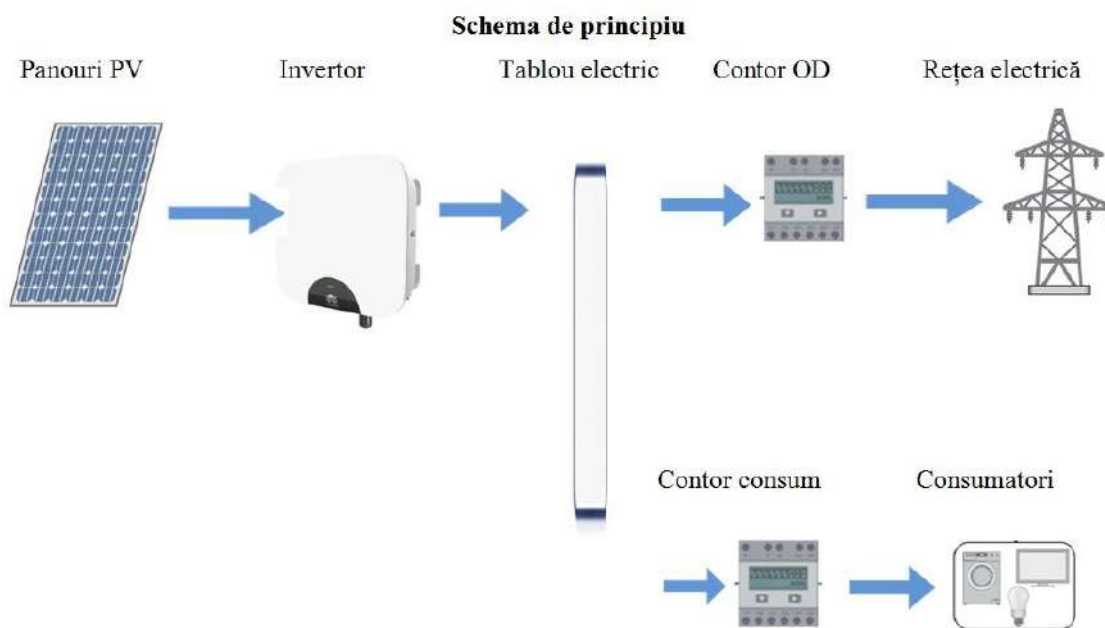 Schema de principiu
Panouri PV
Invertor
Tablou electric
Contor OD
Rețea electrică
Contor consum
Consumatori